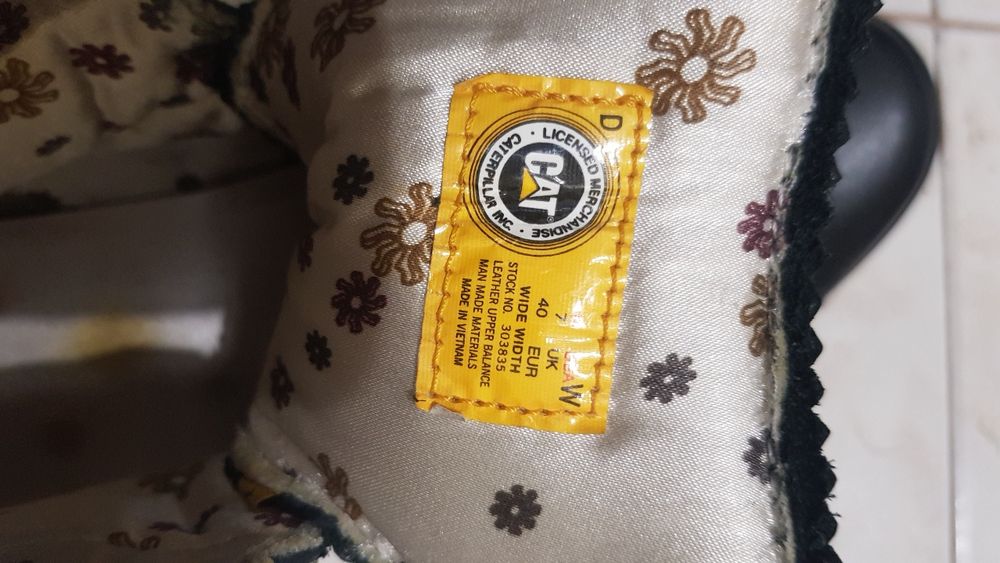 D
LICENSED MERCHANDISE
CAT®
CATERPILLAR INC.
W
7 UK
40 EUR
WIDE WIDTH
STOCK NO. 303835
LEATHER UPPER BALANCE
MAN MADE MATERIALS
MADE IN VIETNAM